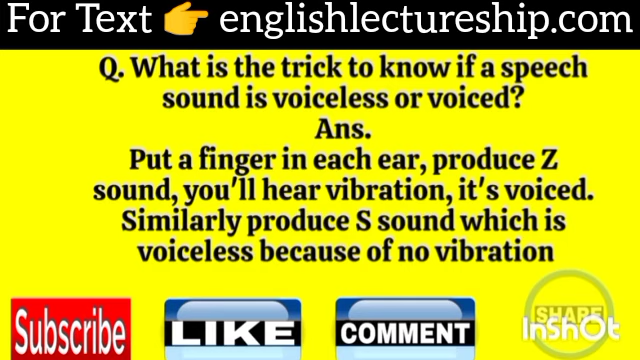 For Text 👉 englishlectureship.com
Q. What is the trick to know if a speech
sound is voiceless or voiced?
Ans.
Put a finger in each ear, produce Z
sound, you'll hear vibration, it's voiced.
Similarly produce S sound which is
voiceless because of no vibration
Subscribe
LIKE
COMMENT
SHARE
InShOt